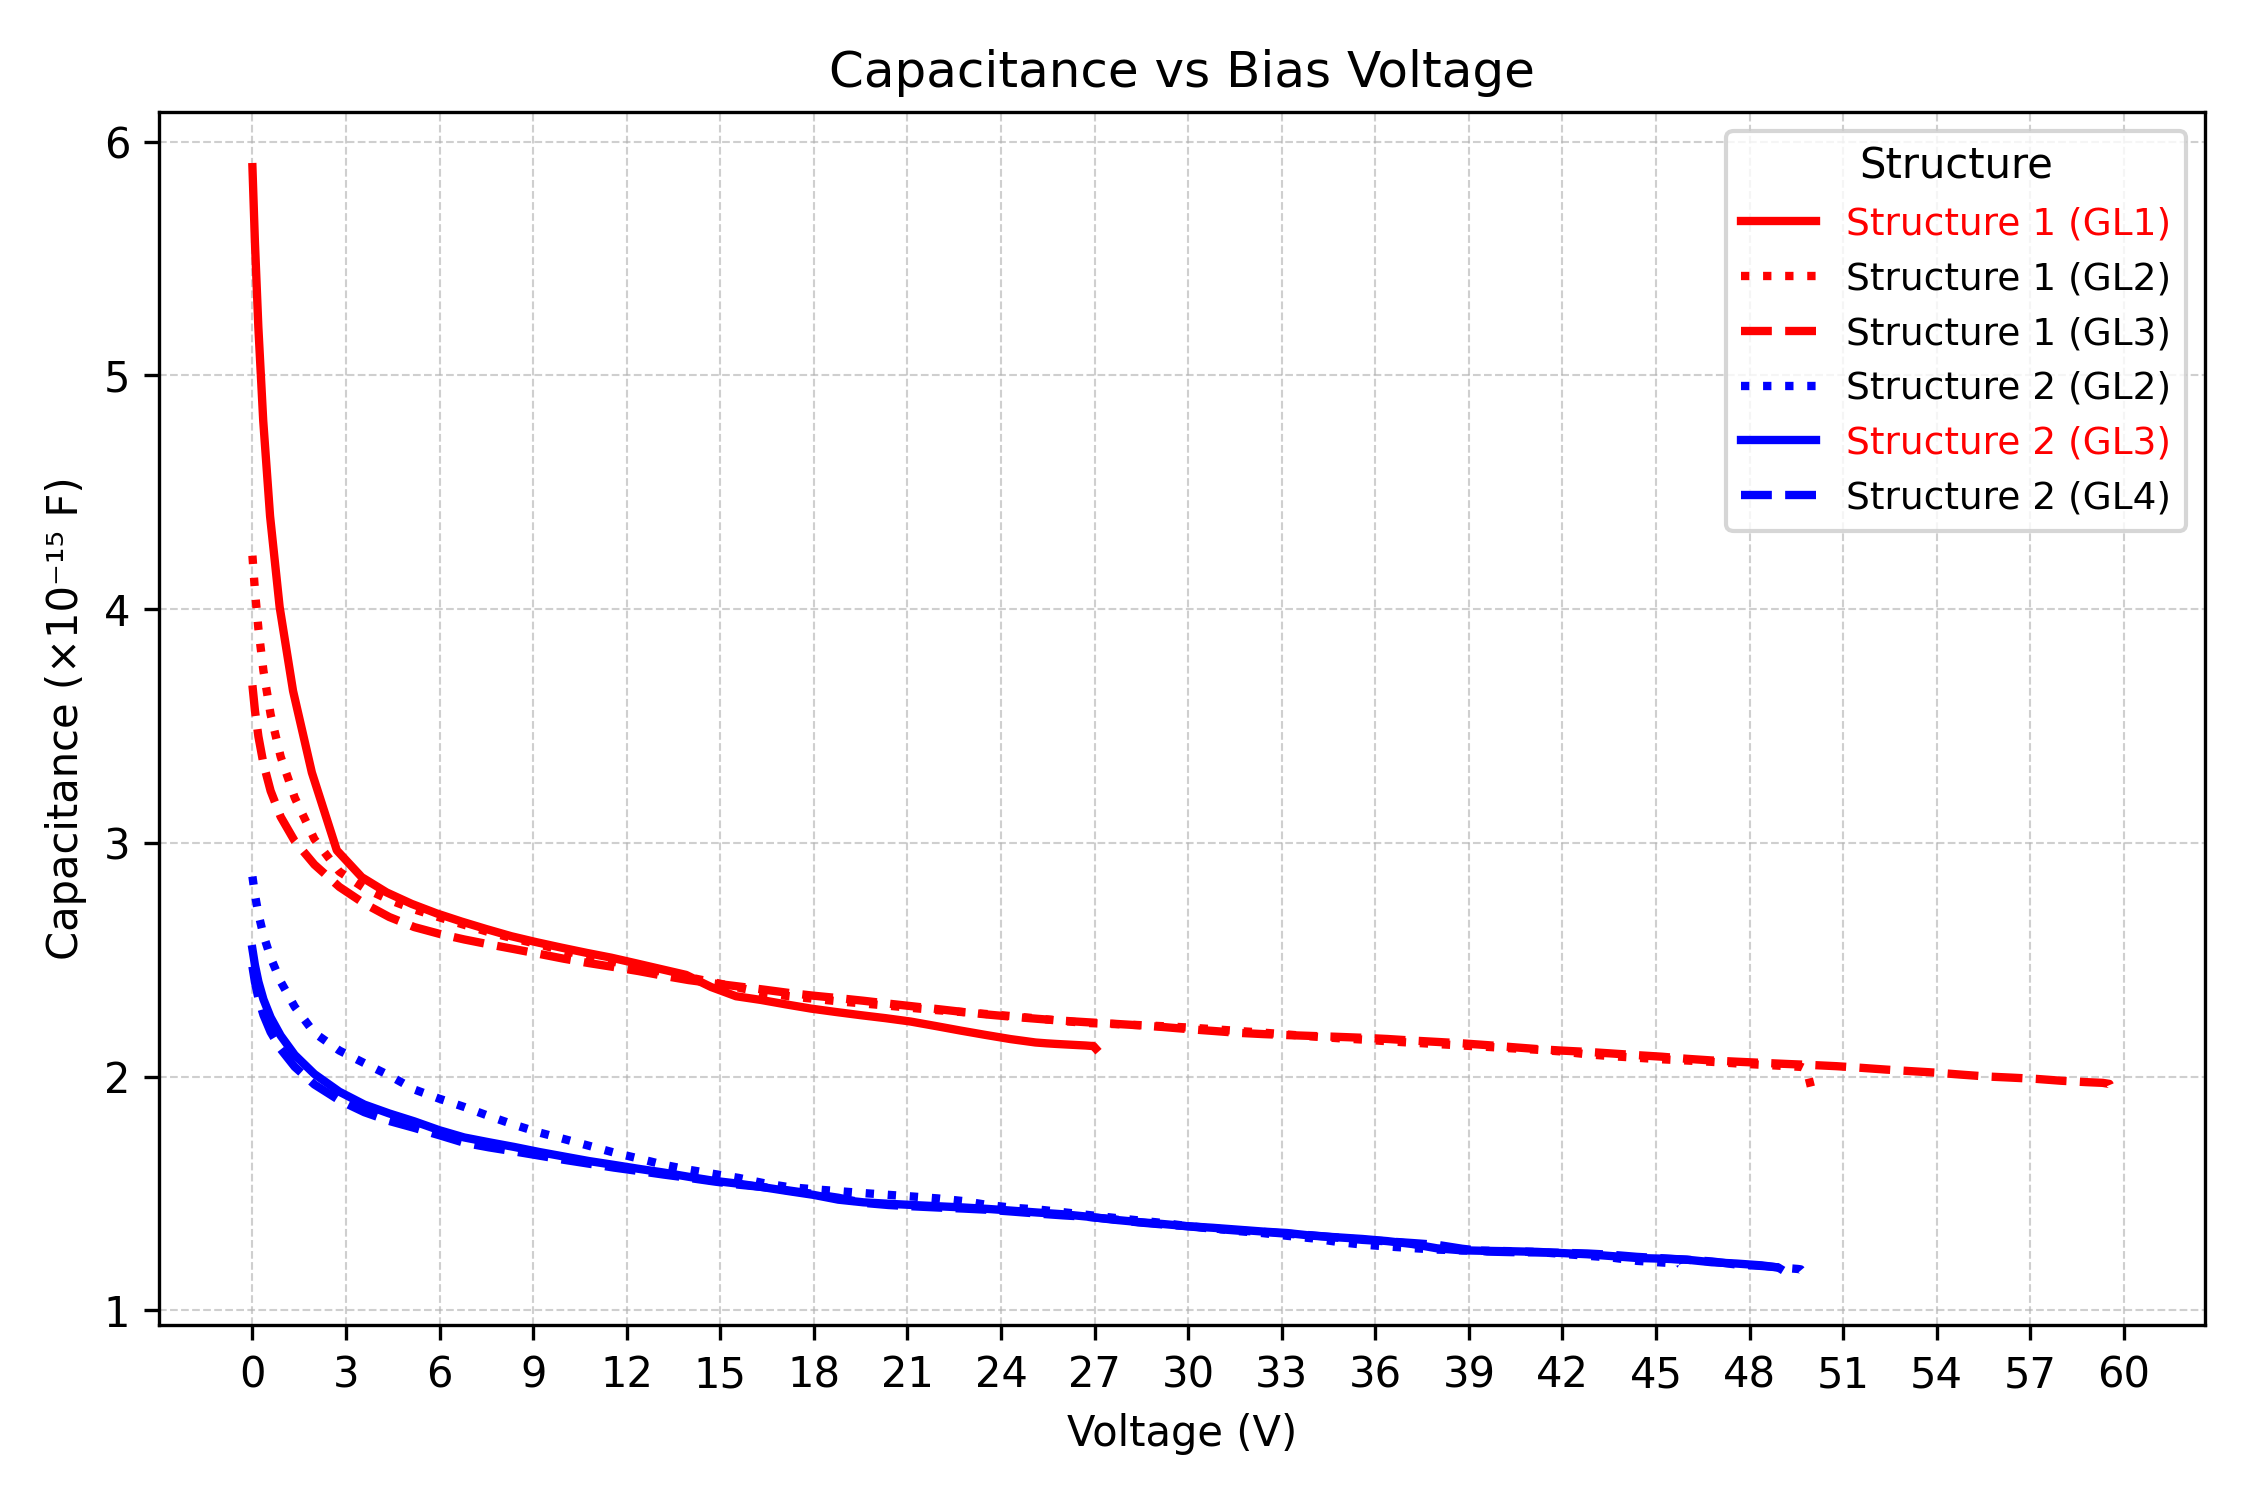 Capacitance vs Bias Voltage
Capacitance (×10⁻¹⁵ F)
6
5
4
3
2
1
Structure
Structure 1 (GL1)
Structure 1 (GL2)
Structure 1 (GL3)
Structure 2 (GL2)
Structure 2 (GL3)
Structure 2 (GL4)
0 3 6 9 12 15 18 21 24 27 30 33 36 39 42 45 48 51 54 57 60
Voltage (V)